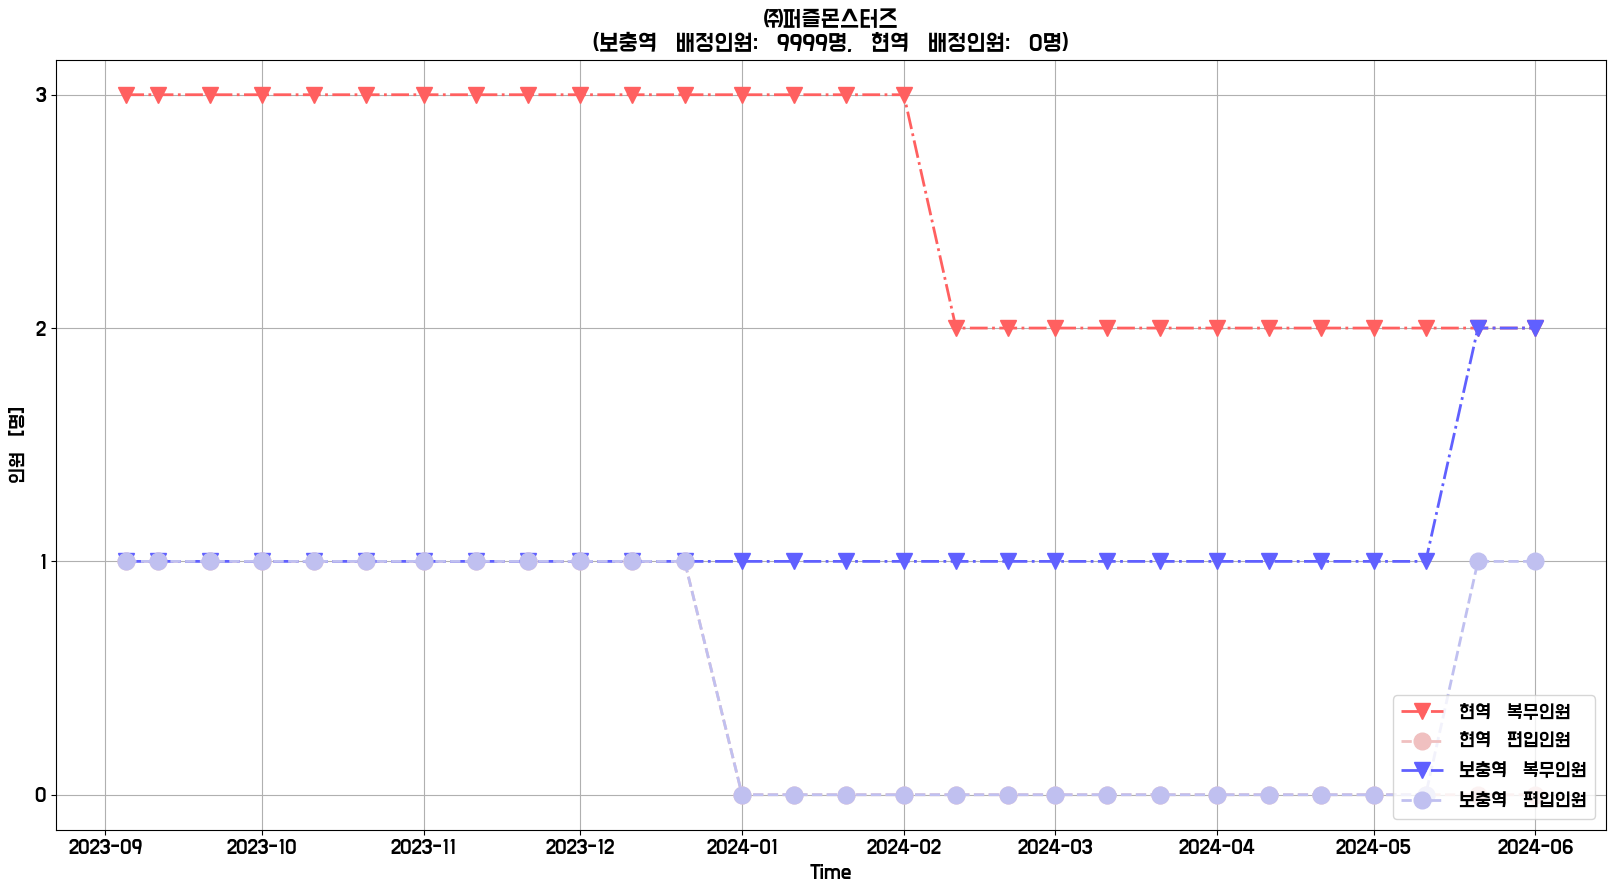 ㈜퍼즐몬스터즈
(보충역 배정인원: 9999명, 현역 배정인원: 0명)
인원 [명]
3
2
1
0
현역 복무인원
현역 편입인원
보충역 복무인원
보충역 편입인원
2023-09 2023-10 2023-11 2023-12 2024-01 2024-02 2024-03 2024-04 2024-05 2024-06
Time